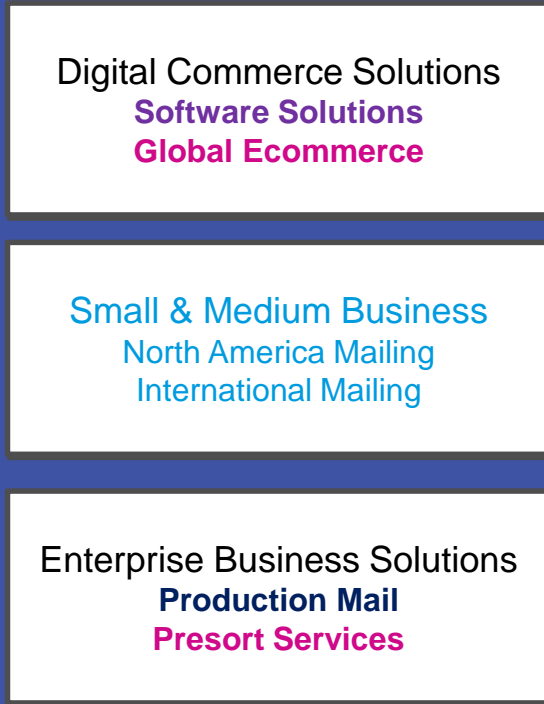 Digital Commerce Solutions
Software Solutions
Global Ecommerce
Small & Medium Business
North America Mailing
International Mailing
Enterprise Business Solutions
Production Mail
Presort Services